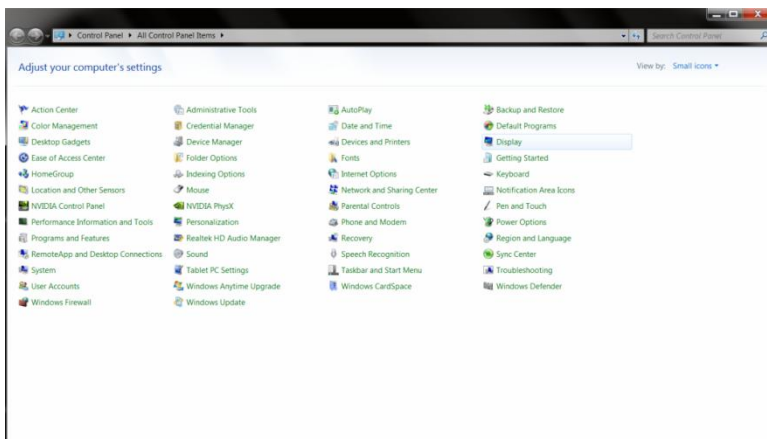 Control Panel ▸ All Control Panel Items ▸
Search Control Panel
Adjust your computer's settings
View by: Small icons
Action Center
Administrative Tools
AutoPlay
Backup and Restore
Color Management
Credential Manager
Date and Time
Default Programs
Desktop Gadgets
Device Manager
Devices and Printers
Display
Ease of Access Center
Folder Options
Fonts
Getting Started
HomeGroup
Indexing Options
Internet Options
Keyboard
Location and Other Sensors
Mouse
Network and Sharing Center
Notification Area Icons
NVIDIA Control Panel
NVIDIA PhysX
Parental Controls
Pen and Touch
Performance Information and Tools
Personalization
Phone and Modem
Power Options
Programs and Features
Realtek HD Audio Manager
Recovery
Region and Language
RemoteApp and Desktop Connections
Sound
Speech Recognition
Sync Center
System
Tablet PC Settings
Taskbar and Start Menu
Troubleshooting
User Accounts
Windows Anytime Upgrade
Windows CardSpace
Windows Defender
Windows Firewall
Windows Update